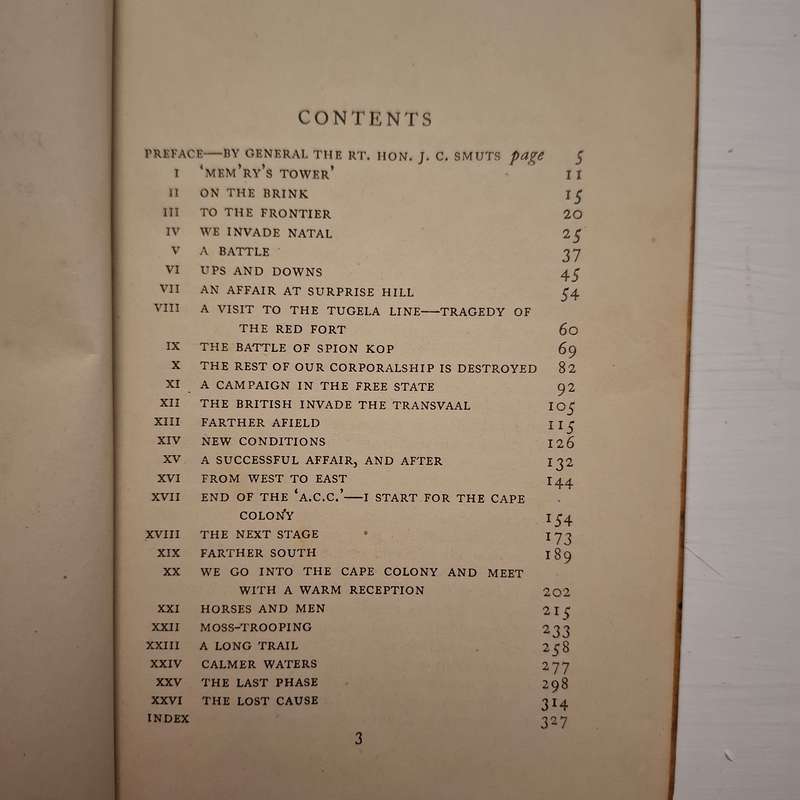 CONTENTS
PREFACE—BY GENERAL THE RT. HON. J. C. SMUTS page 5
I 'MEM'RY'S TOWER' 11
II ON THE BRINK 15
III TO THE FRONTIER 20
IV WE INVADE NATAL 25
V A BATTLE 37
VI UPS AND DOWNS 45
VII AN AFFAIR AT SURPRISE HILL 54
VIII A VISIT TO THE TUGELA LINE—TRAGEDY OF
THE RED FORT 60
IX THE BATTLE OF SPION KOP 69
X THE REST OF OUR CORPORALSHIP IS DESTROYED 82
XI A CAMPAIGN IN THE FREE STATE 92
XII THE BRITISH INVADE THE TRANSVAAL 105
XIII FARTHER AFIELD 115
XIV NEW CONDITIONS 126
XV A SUCCESSFUL AFFAIR, AND AFTER 132
XVI FROM WEST TO EAST 144
XVII END OF THE 'A.C.C.'—I START FOR THE CAPE
COLONY 154
XVIII THE NEXT STAGE 173
XIX FARTHER SOUTH 189
XX WE GO INTO THE CAPE COLONY AND MEET
WITH A WARM RECEPTION 202
XXI HORSES AND MEN 215
XXII MOSS-TROOPING 233
XXIII A LONG TRAIL 258
XXIV CALMER WATERS 277
XXV THE LAST PHASE 298
XXVI THE LOST CAUSE 314
INDEX 327
3